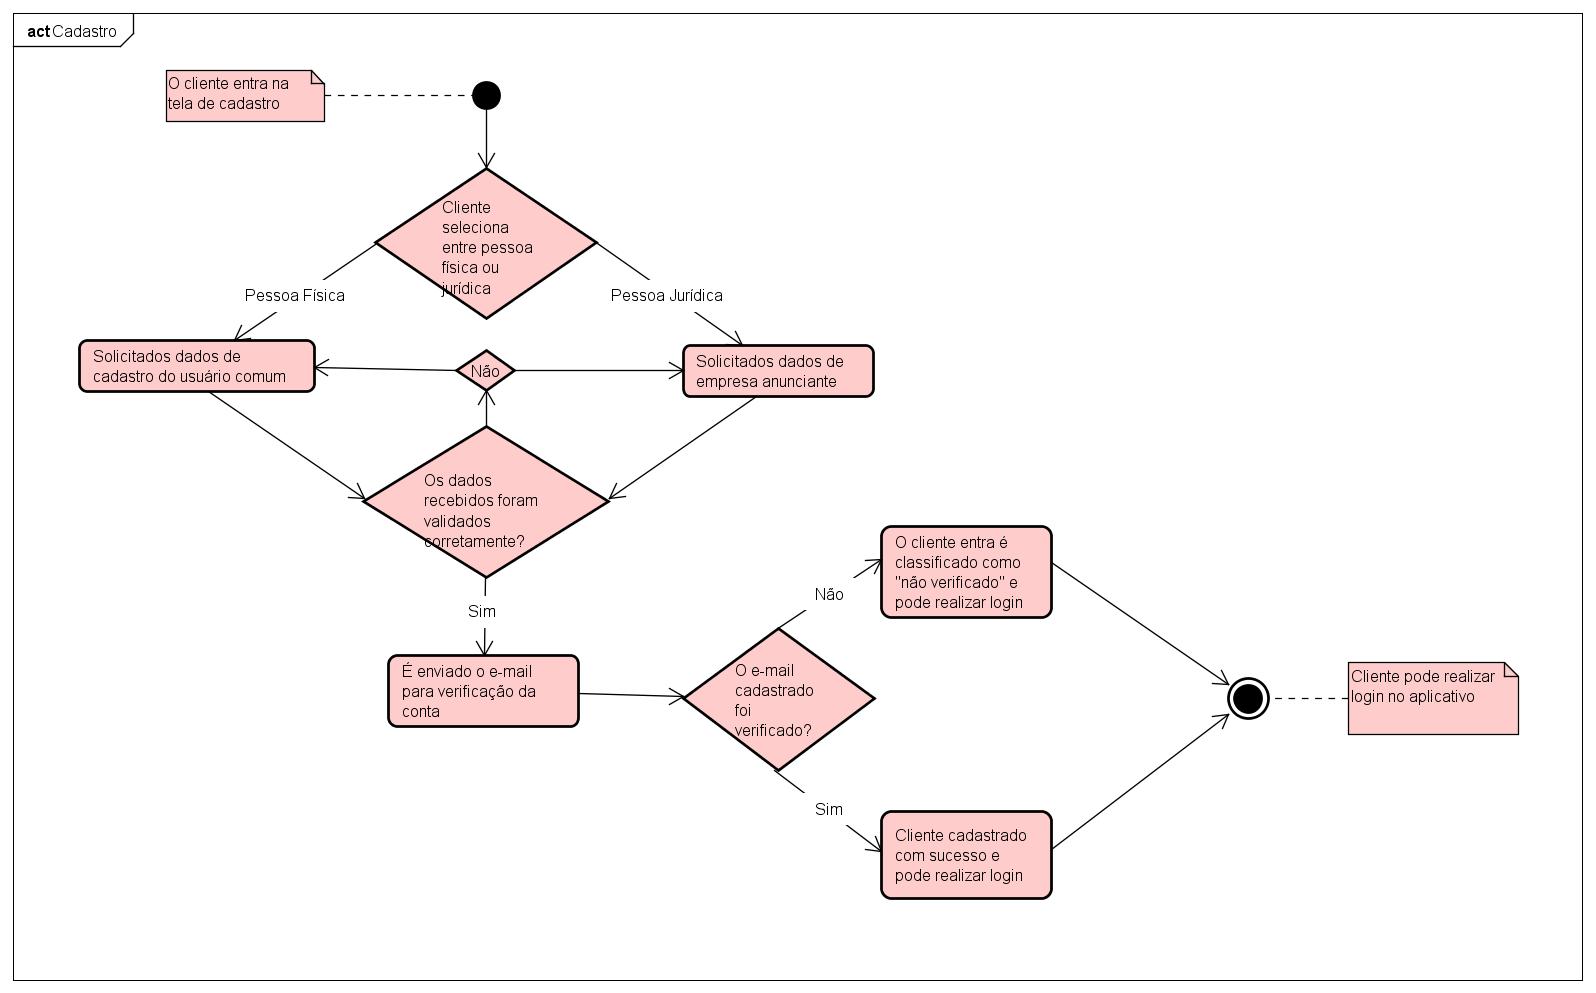 act Cadastro
O cliente entra na
tela de cadastro
Cliente
seleciona
entre pessoa
física ou
jurídica
Pessoa Física
Pessoa Jurídica
Solicitados dados de
cadastro do usuário comum
Não
Solicitados dados de
empresa anunciante
Os dados
recebidos foram
validados
corretamente?
Sim
É enviado o e-mail
para verificação da
conta
O e-mail
cadastrado
foi
verificado?
Não
O cliente entra é
classificado como
"não verificado" e
pode realizar login
Sim
Cliente cadastrado
com sucesso e
pode realizar login
Cliente pode realizar
login no aplicativo